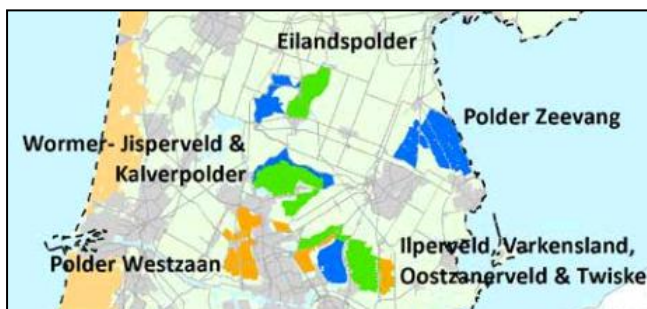 Eilandspolder
Polder Zeevang
Wormer- Jisperveld &
Kalverpolder
Ilperveld, Varkensland,
Oostzanerveld & Twiske
Polder Westzaan